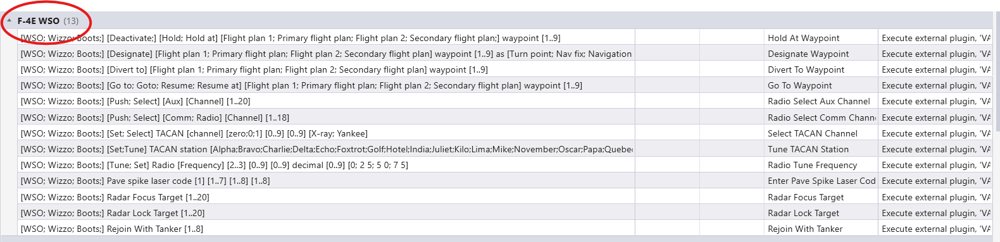 F-4E WSO (13)
[WSO; Wizzo; Boots;] [Deactivate;] [Hold; Hold at] [Flight plan 1; Primary flight plan; Flight plan 2; Secondary flight plan;] waypoint [1..9] Hold At Waypoint Execute external plugin, 'VA
[WSO; Wizzo; Boots;] [Designate] [Flight plan 1; Primary flight plan; Flight plan 2; Secondary flight plan] waypoint [1..9] as [Turn point; Nav fix; Navigation Designate Waypoint Execute external plugin, 'VA
[WSO; Wizzo; Boots;] [Divert to] [Flight plan 1; Primary flight plan; Flight plan 2; Secondary flight plan] waypoint [1..9] Divert To Waypoint Execute external plugin, 'VA
[WSO; Wizzo; Boots;] [Go to; Goto; Resume; Resume at] [Flight plan 1; Primary flight plan; Flight plan 2; Secondary flight plan] waypoint [1..9] Go To Waypoint Execute external plugin, 'VA
[WSO; Wizzo; Boots;] [Push; Select] [Aux] [Channel] [1..20] Radio Select Aux Channel Execute external plugin, 'VA
[WSO; Wizzo; Boots;] [Push; Select] [Comm; Radio] [Channel] [1..18] Radio Select Comm Chann Execute external plugin, 'VA
[WSO; Wizzo; Boots;] [Set; Select] TACAN [channel] [zero;0;1] [0..9] [0..9] [X-ray; Yankee] Select TACAN Channel Execute external plugin, 'VA
[WSO; Wizzo; Boots;] [Set;Tune] TACAN station [Alpha;Bravo;Charlie;Delta;Echo;Foxtrot;Golf;Hotel;India;Juliet;Kilo;Lima;Mike;November;Oscar;Papa;Quebec Tune TACAN Station Execute external plugin, 'VA
[WSO; Wizzo; Boots;] [Tune; Set] Radio [Frequency] [2..3] [0..9] [0..9] decimal [0..9] [0; 2 5; 5 0; 7 5] Radio Tune Frequency Execute external plugin, 'VA
[WSO; Wizzo; Boots;] Pave spike laser code [1] [1..7] [1..8] [1..8] Enter Pave Spike Laser Cod Execute external plugin, 'VA
[WSO; Wizzo; Boots;] Radar Focus Target [1..20] Radar Focus Target Execute external plugin, 'VA
[WSO; Wizzo; Boots;] Radar Lock Target [1..20] Radar Lock Target Execute external plugin, 'VA
[WSO; Wizzo; Boots;] Rejoin With Tanker [1..8] Rejoin With Tanker Execute external plugin, 'VA